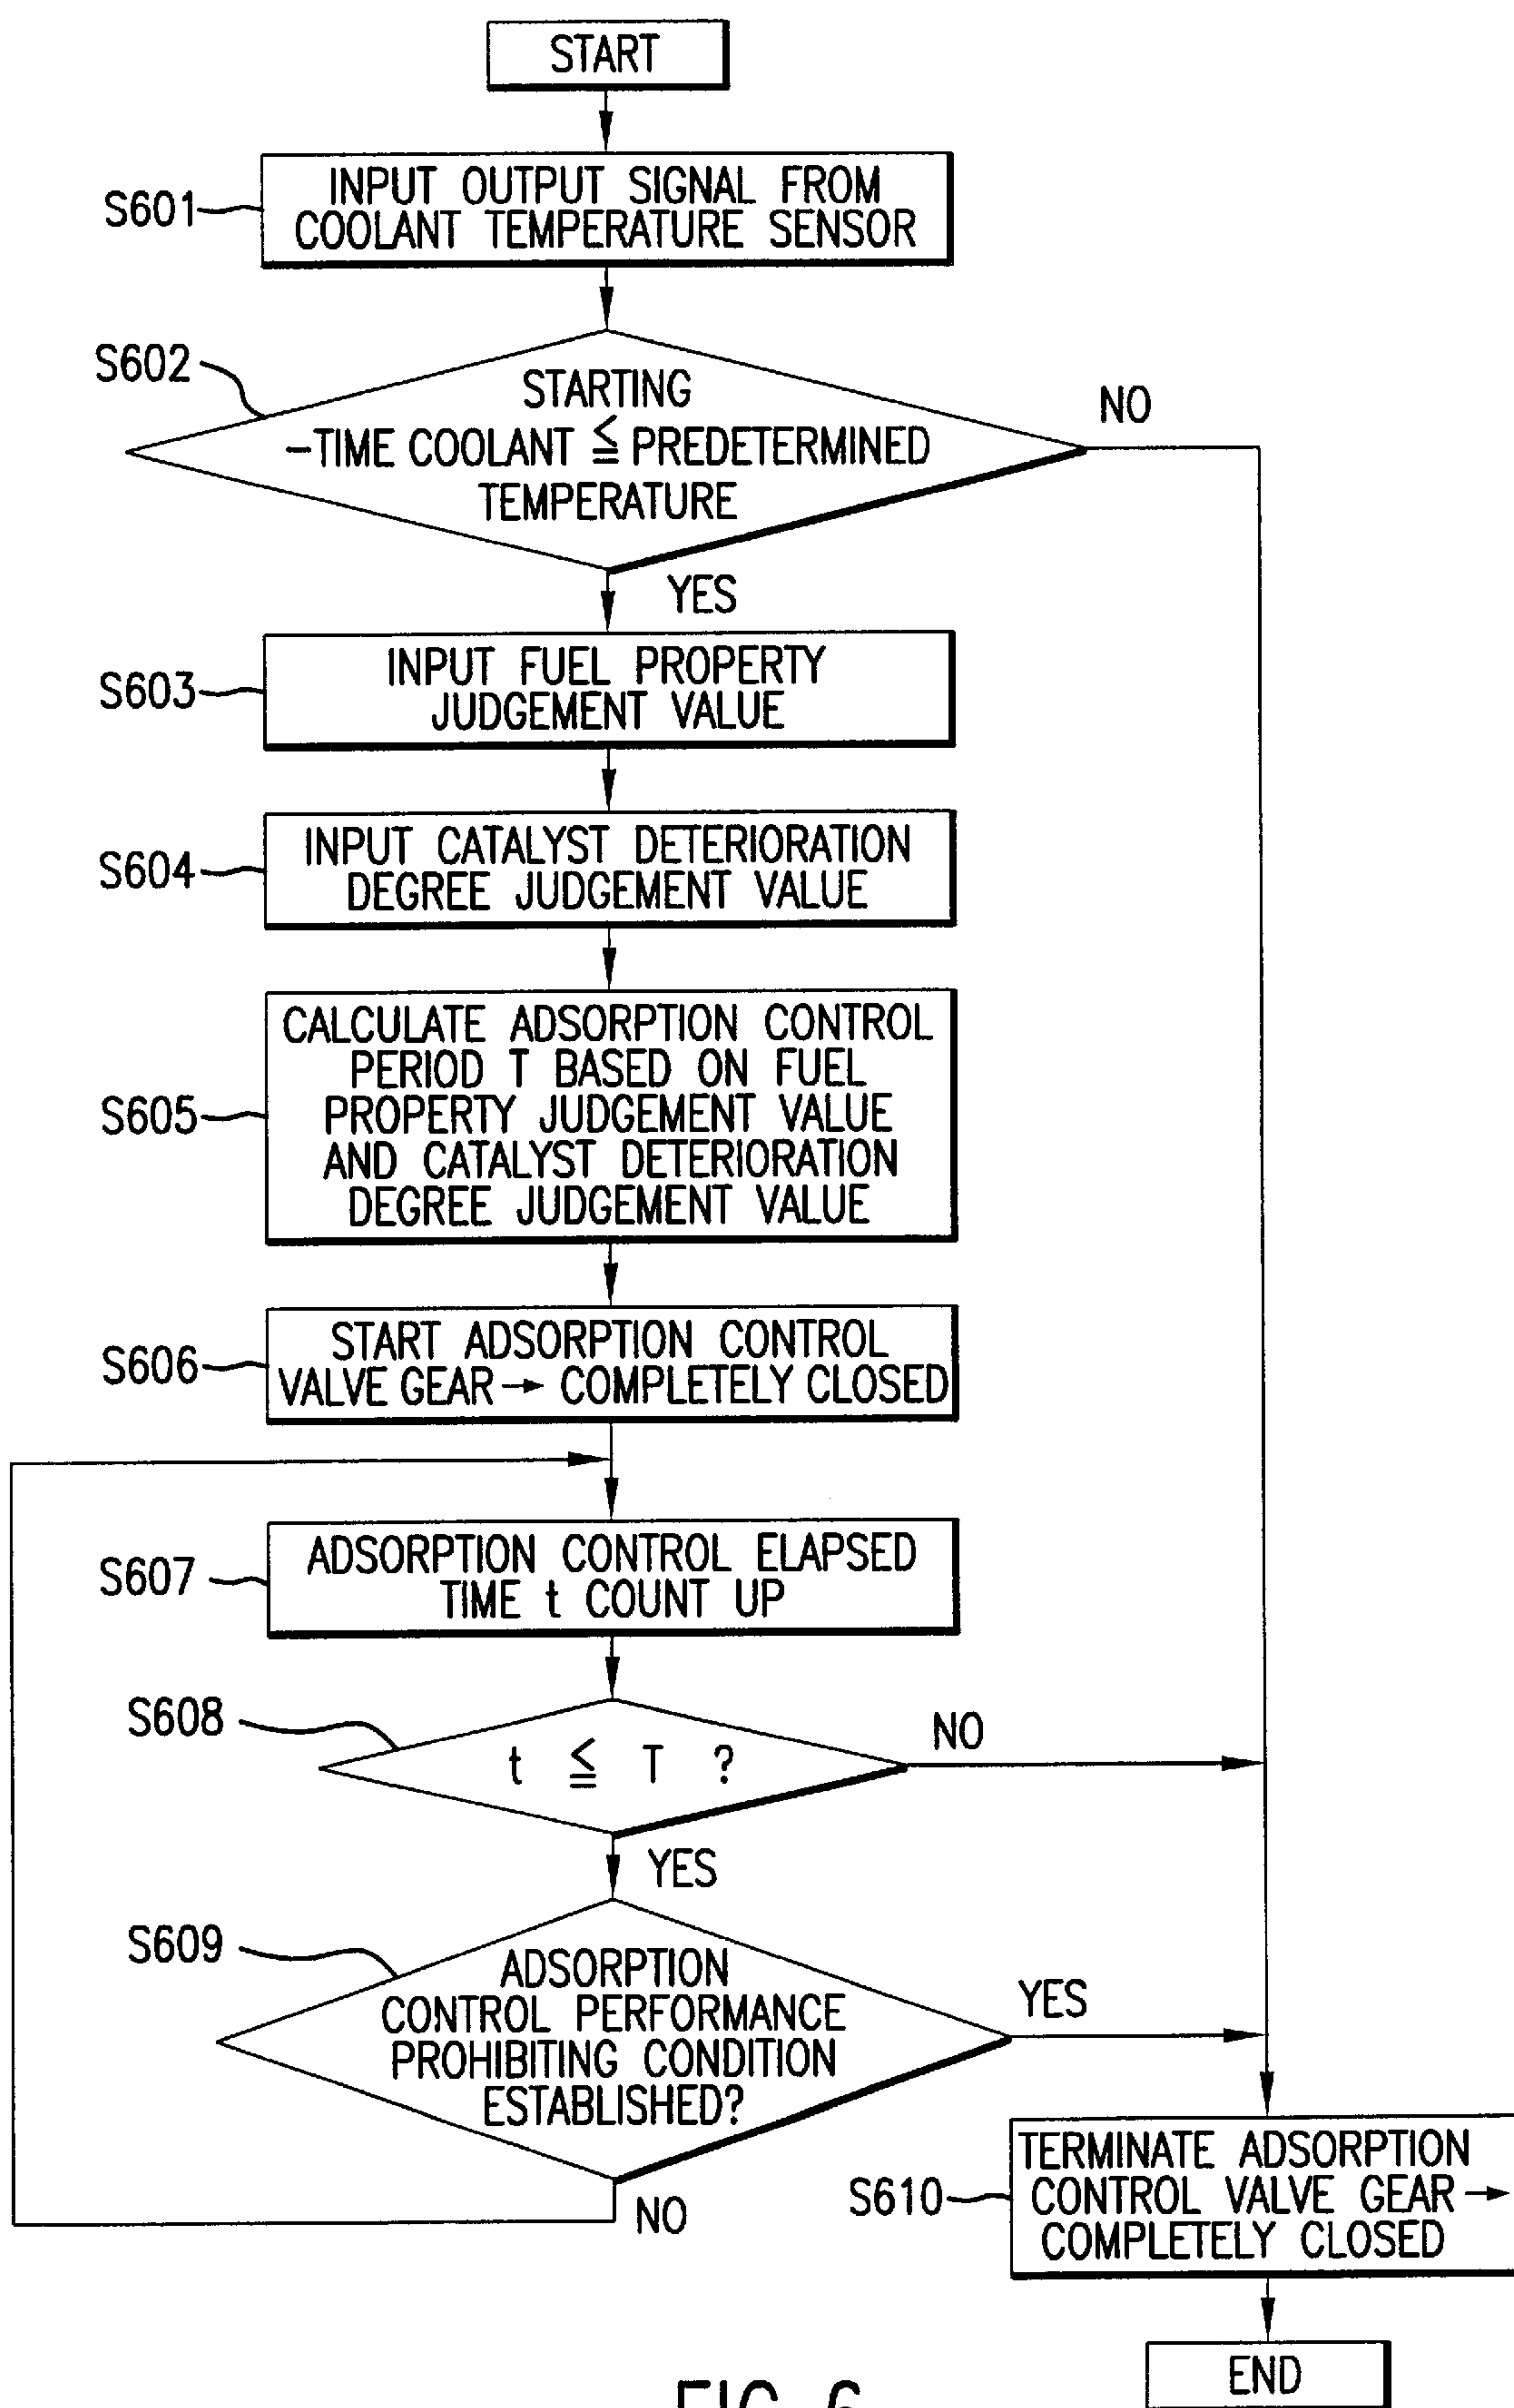 START
S601
INPUT OUTPUT SIGNAL FROM
COOLANT TEMPERATURE SENSOR
S602
STARTING
-TIME COOLANT ≦ PREDETERMINED
TEMPERATURE
NO
YES
S603
INPUT FUEL PROPERTY
JUDGEMENT VALUE
S604
INPUT CATALYST DETERIORATION
DEGREE JUDGEMENT VALUE
S605
CALCULATE ADSORPTION CONTROL
PERIOD T BASED ON FUEL
PROPERTY JUDGEMENT VALUE
AND CATALYST DETERIORATION
DEGREE JUDGEMENT VALUE
S606
START ADSORPTION CONTROL
VALVE GEAR → COMPLETELY CLOSED
S607
ADSORPTION CONTROL ELAPSED
TIME t COUNT UP
S608
t ≦ T ?
NO
YES
S609
ADSORPTION
CONTROL PERFORMANCE
PROHIBITING CONDITION
ESTABLISHED?
YES
NO
S610
TERMINATE ADSORPTION
CONTROL VALVE GEAR →
COMPLETELY CLOSED
END
FIG. 6